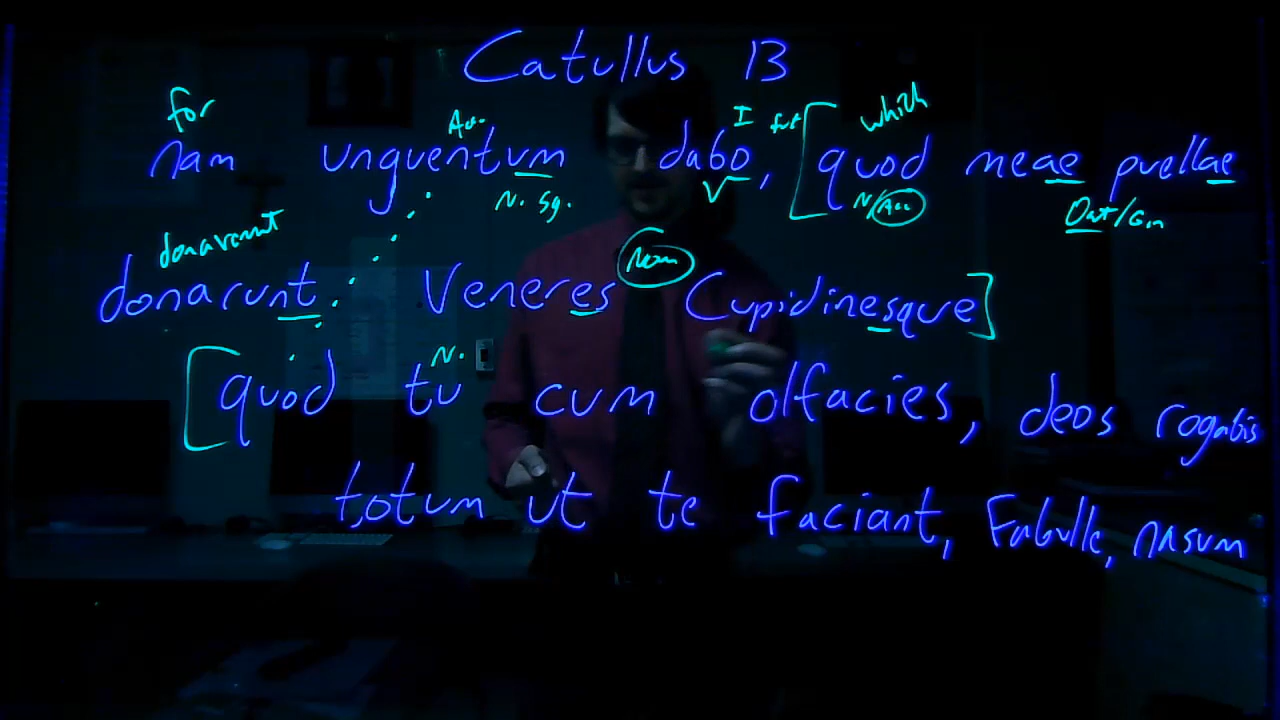 Catullus 13
for Acc. I fut which
nam unguentum dabo, [quod meae puellae
N. Sg. V N/Acc Dat/Gen
donaverunt Nom
donarunt Veneres Cupidinesque]
N.
[quod tu cum olfacies, deos rogabis
totum ut te faciant, Fabulle, nasum